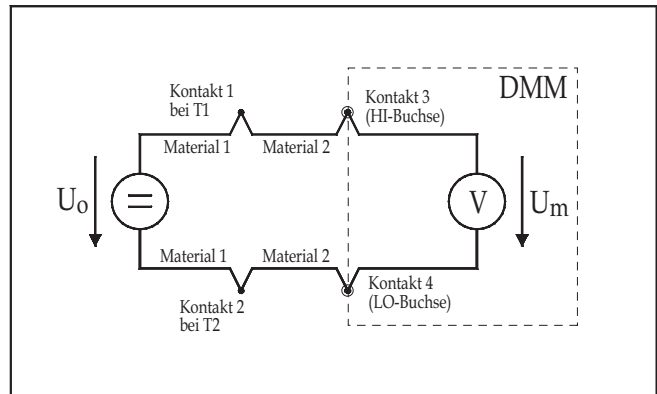 Kontakt 1
bei T1
Kontakt 3
(HI-Buchse)
DMM
Material 1
Material 2
Uo
V
Um
Material 1
Material 2
Kontakt 2
bei T2
Kontakt 4
(LO-Buchse)